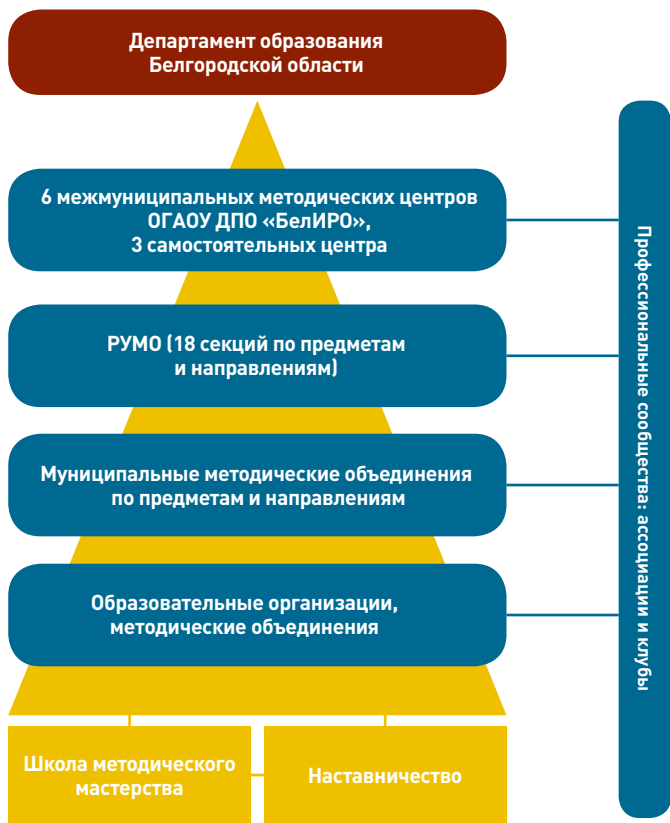 Департамент образования
Белгородской области
6 межмуниципальных методических центров
ОГАОУ ДПО «БелИРО»,
3 самостоятельных центра
РУМО (18 секций по предметам
и направлениям)
Муниципальные методические объединения
по предметам и направлениям
Образовательные организации,
методические объединения
Школа методического
мастерства
Наставничество
Профессиональные сообщества: ассоциации и клубы